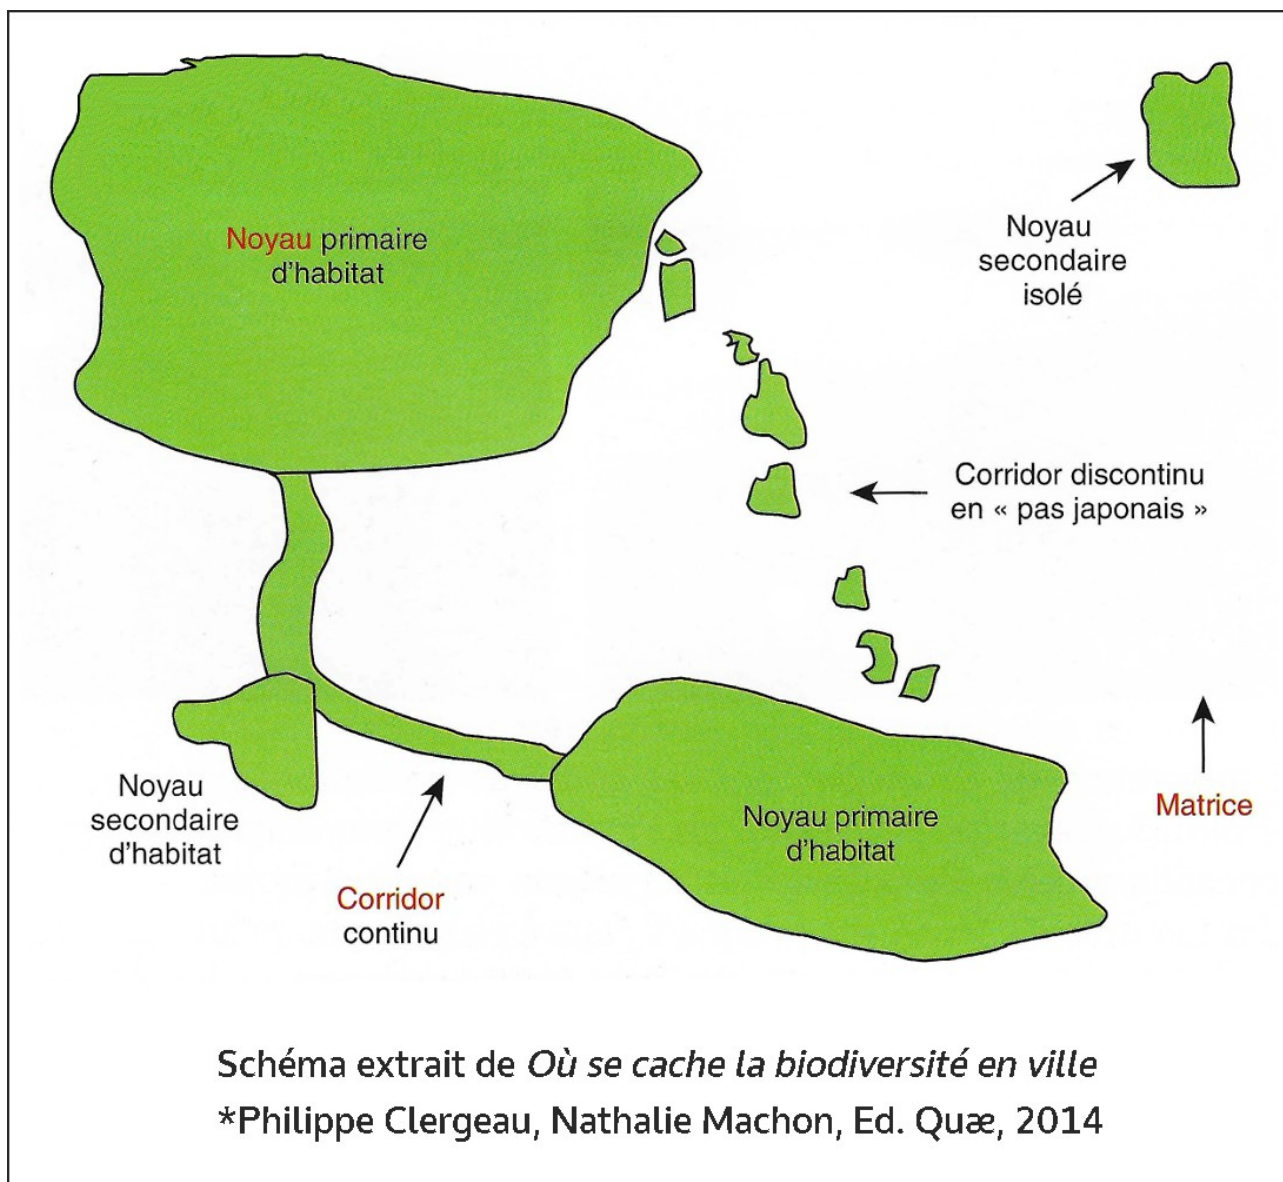 Noyau primaire
d’habitat
Noyau
secondaire
isolé
Corridor discontinu
en « pas japonais »
Noyau
secondaire
d’habitat
Noyau primaire
d’habitat
Matrice
Corridor
continu
Schéma extrait de Où se cache la biodiversité en ville
*Philippe Clergeau, Nathalie Machon, Ed. Quæ, 2014